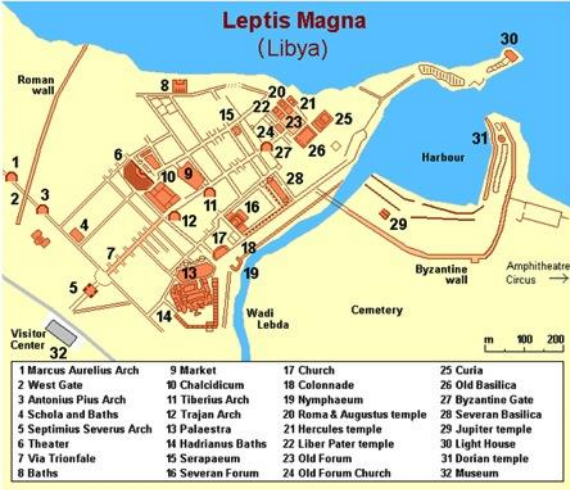 Leptis Magna
(Libya)
30
Roman
wall
8
20
21
22
15
23
25
24
31
27
26
Harbour
6
1
9
10
28
2
3
11
4
12
16
29
7
17
18
Byzantine
wall
Amphitheatre
Circus
13
19
5
14
Wadi
Lebda
Cemetery
Visitor
Center
32
m 100 200
1 Marcus Aurelius Arch
2 West Gate
3 Antonius Pius Arch
4 Schola and Baths
5 Septimius Severus Arch
6 Theater
7 Via Trionfale
8 Baths
9 Market
10 Chalcidicum
11 Tiberius Arch
12 Trajan Arch
13 Palaestra
14 Hadrianus Baths
15 Serapaeum
16 Severan Forum
17 Church
18 Colonnade
19 Nymphaeum
20 Roma & Augustus temple
21 Hercules temple
22 Liber Pater temple
23 Old Forum
24 Old Forum Church
25 Curia
26 Old Basilica
27 Byzantine Gate
28 Severan Basilica
29 Jupiter temple
30 Light House
31 Dorian temple
32 Museum